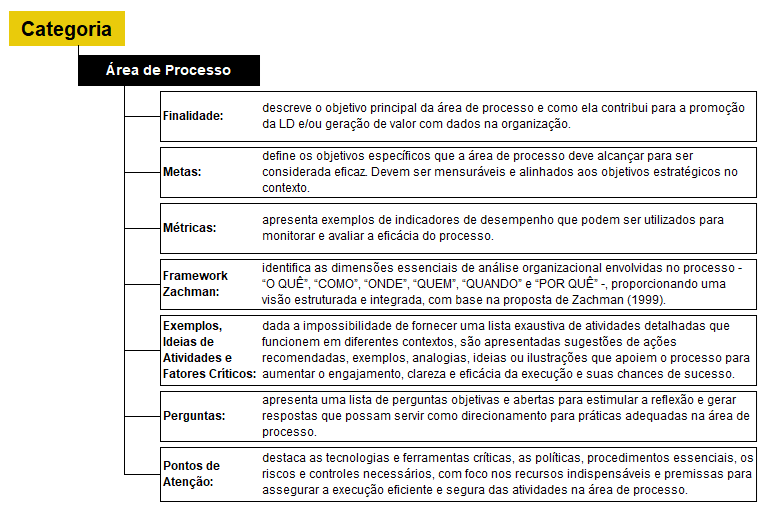 Categoria
Área de Processo
Finalidade:
descreve o objetivo principal da área de processo e como ela contribui para a promoção
da LD e/ou geração de valor com dados na organização.
Metas:
define os objetivos específicos que a área de processo deve alcançar para ser
considerada eficaz. Devem ser mensuráveis e alinhados aos objetivos estratégicos no
contexto.
Métricas:
apresenta exemplos de indicadores de desempenho que podem ser utilizados para
monitorar e avaliar a eficácia do processo.
Framework
Zachman:
identifica as dimensões essenciais de análise organizacional envolvidas no processo -
“O QUÊ”, “COMO”, “ONDE”, “QUEM”, “QUANDO” e “POR QUÊ” -, proporcionando uma
visão estruturada e integrada, com base na proposta de Zachman (1999).
Exemplos,
Ideias de
Atividades e
Fatores Críticos:
dada a impossibilidade de fornecer uma lista exaustiva de atividades detalhadas que
funcionem em diferentes contextos, são apresentadas sugestões de ações
recomendadas, exemplos, analogias, ideias ou ilustrações que apoiem o processo para
aumentar o engajamento, clareza e eficácia da execução e suas chances de sucesso.
Perguntas:
apresenta uma lista de perguntas objetivas e abertas para estimular a reflexão e gerar
respostas que possam servir como direcionamento para práticas adequadas na área de
processo.
Pontos de
Atenção:
destaca as tecnologias e ferramentas críticas, as políticas, procedimentos essenciais, os
riscos e controles necessários, com foco nos recursos indispensáveis e premissas para
assegurar a execução eficiente e segura das atividades na área de processo.